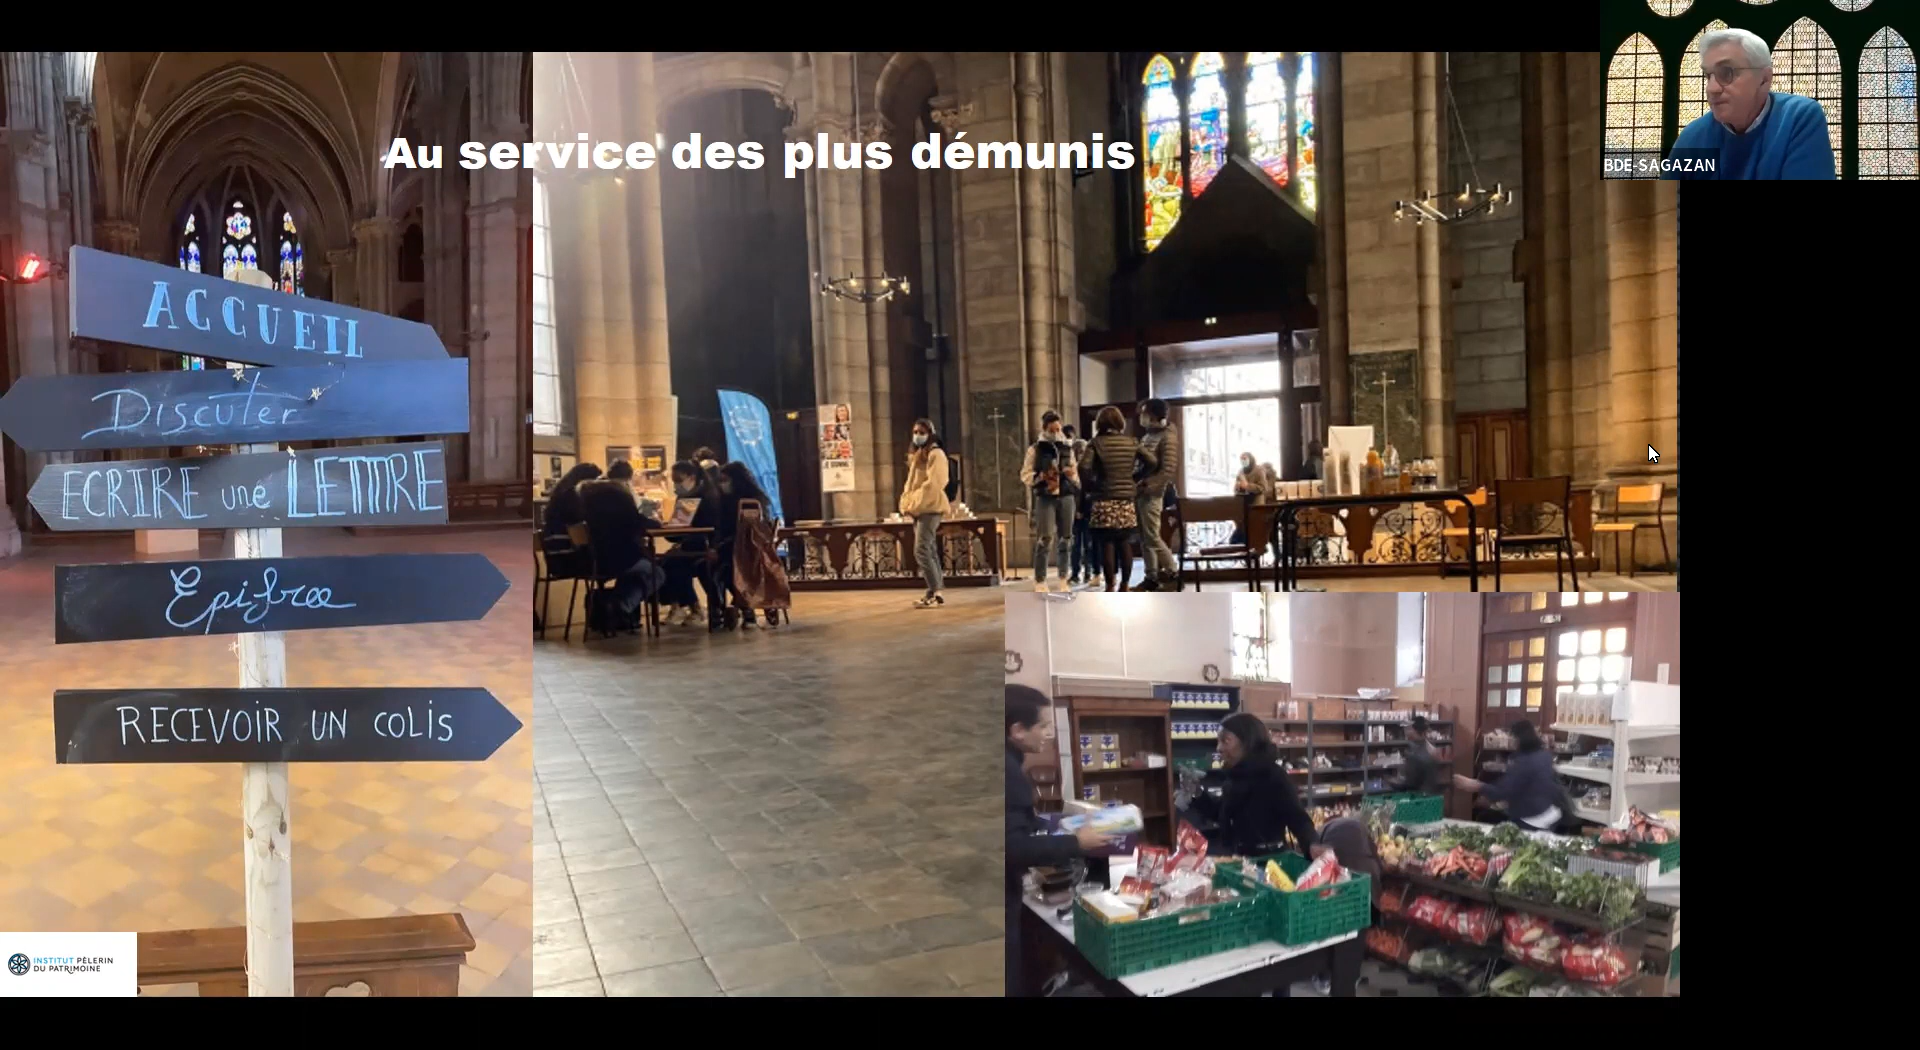 Au service des plus démunis
BDE-SAGAZAN
ACCUEIL
Discuter
ECRIRE une LETTRE
Epifree
RECEVOIR UN COLIS
INSTITUT PÈLERIN
DU PATRIMOINE